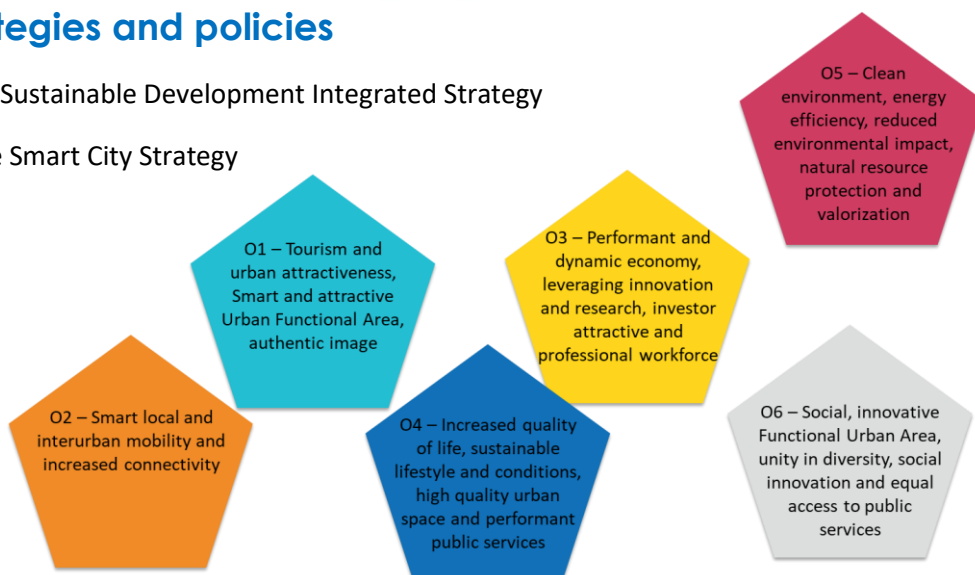 tegies and policies
Sustainable Development Integrated Strategy
Smart City Strategy
O5 – Clean
environment, energy
efficiency, reduced
environmental impact,
natural resource
protection and
valorization
O1 – Tourism and
urban attractiveness,
Smart and attractive
Urban Functional Area,
authentic image
O3 – Performant and
dynamic economy,
leveraging innovation
and research, investor
attractive and
professional workforce
O2 – Smart local and
interurban mobility and
increased connectivity
O4 – Increased quality
of life, sustainable
lifestyle and conditions,
high quality urban
space and performant
public services
O6 – Social, innovative
Functional Urban Area,
unity in diversity, social
innovation and equal
access to public
services